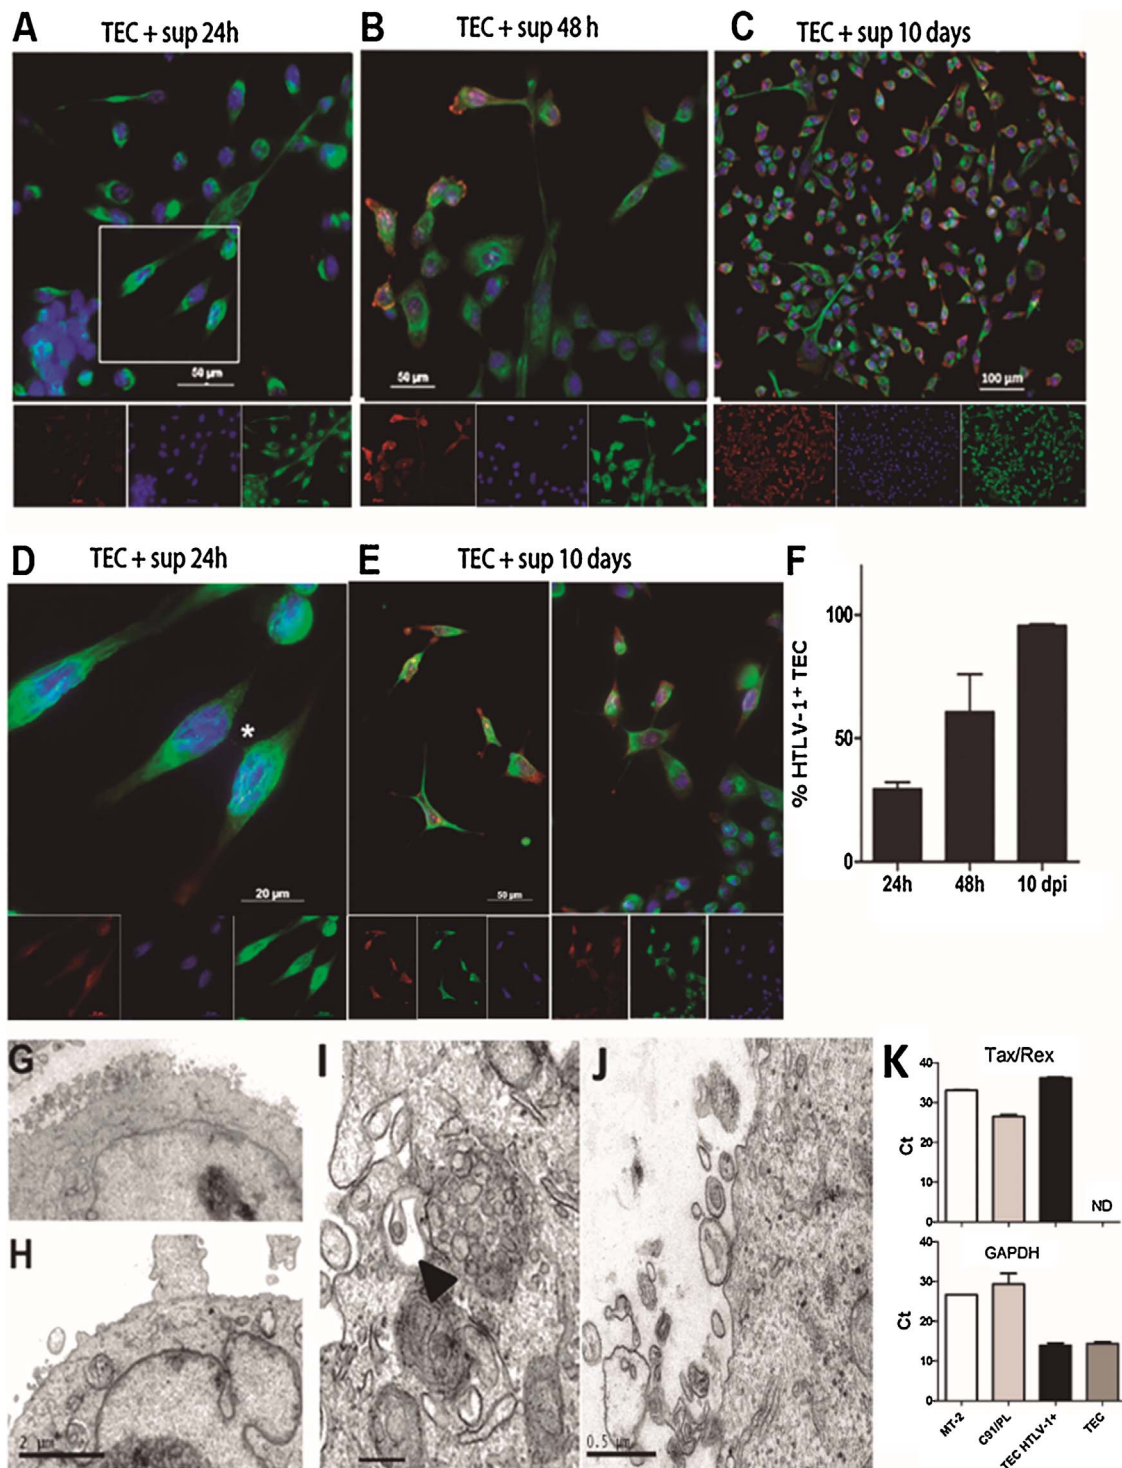 A
TEC + sup 24h
B
TEC + sup 48 h
C
TEC + sup 10 days
50 µm
50 µm
100 µm
D
TEC + sup 24h
E
TEC + sup 10 days
F
*
20 µm
50 µm
% HTLV-1+ TEC
100
50
0
24h
48h
10 dpi
G
H
2 µm
I
J
0.5 µm
K
Tax/Rex
Ct
40
30
20
10
0
ND
GAPDH
Ct
40
30
20
10
0
MT-2
C91/PL
TEC HTLV-1+
TEC